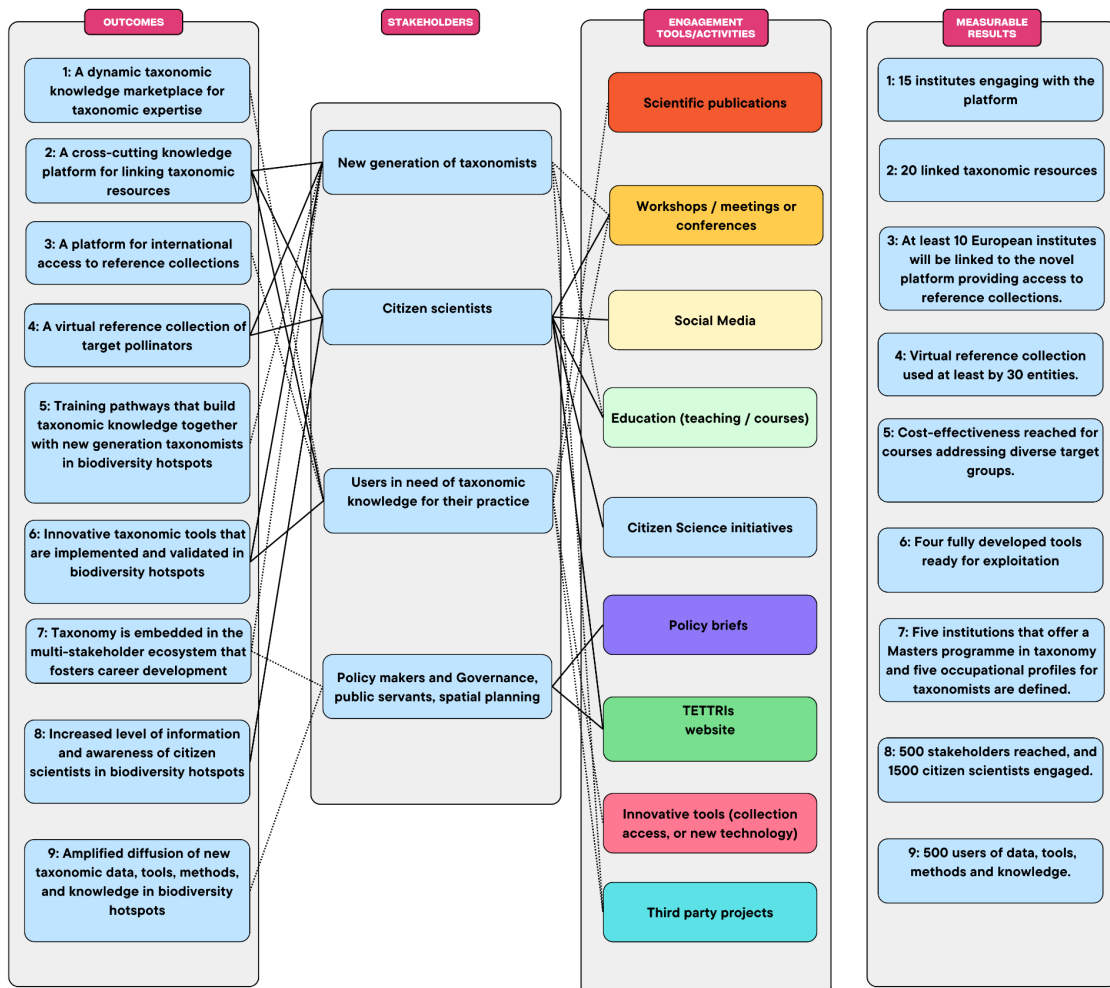 OUTCOMES
1: A dynamic taxonomic
knowledge marketplace for
taxonomic expertise
2: A cross-cutting knowledge
platform for linking taxonomic
resources
3: A platform for international
access to reference collections
4: A virtual reference collection of
target pollinators
5: Training pathways that build
taxonomic knowledge together
with new generation taxonomists
in biodiversity hotspots
6: Innovative taxonomic tools that
are implemented and validated in
biodiversity hotspots
7: Taxonomy is embedded in the
multi-stakeholder ecosystem that
fosters career development
8: Increased level of information
and awareness of citizen
scientists in biodiversity hotspots
9: Amplified diffusion of new
taxonomic data, tools, methods,
and knowledge in biodiversity
hotspots
STAKEHOLDERS
New generation of taxonomists
Citizen scientists
Users in need of taxonomic
knowledge for their practice
Policy makers and Governance,
public servants, spatial planning
ENGAGEMENT
TOOLS/ACTIVITIES
Scientific publications
Workshops / meetings or
conferences
Social Media
Education (teaching / courses)
Citizen Science initiatives
Policy briefs
TETTRIs
website
Innovative tools (collection
access, or new technology)
Third party projects
MEASURABLE
RESULTS
1: 15 institutes engaging with the
platform
2: 20 linked taxonomic resources
3: At least 10 European institutes
will be linked to the novel
platform providing access to
reference collections.
4: Virtual reference collection
used at least by 30 entities.
5: Cost-effectiveness reached for
courses addressing diverse target
groups.
6: Four fully developed tools
ready for exploitation
7: Five institutions that offer a
Masters programme in taxonomy
and five occupational profiles for
taxonomists are defined.
8: 500 stakeholders reached, and
1500 citizen scientists engaged.
9: 500 users of data, tools,
methods and knowledge.